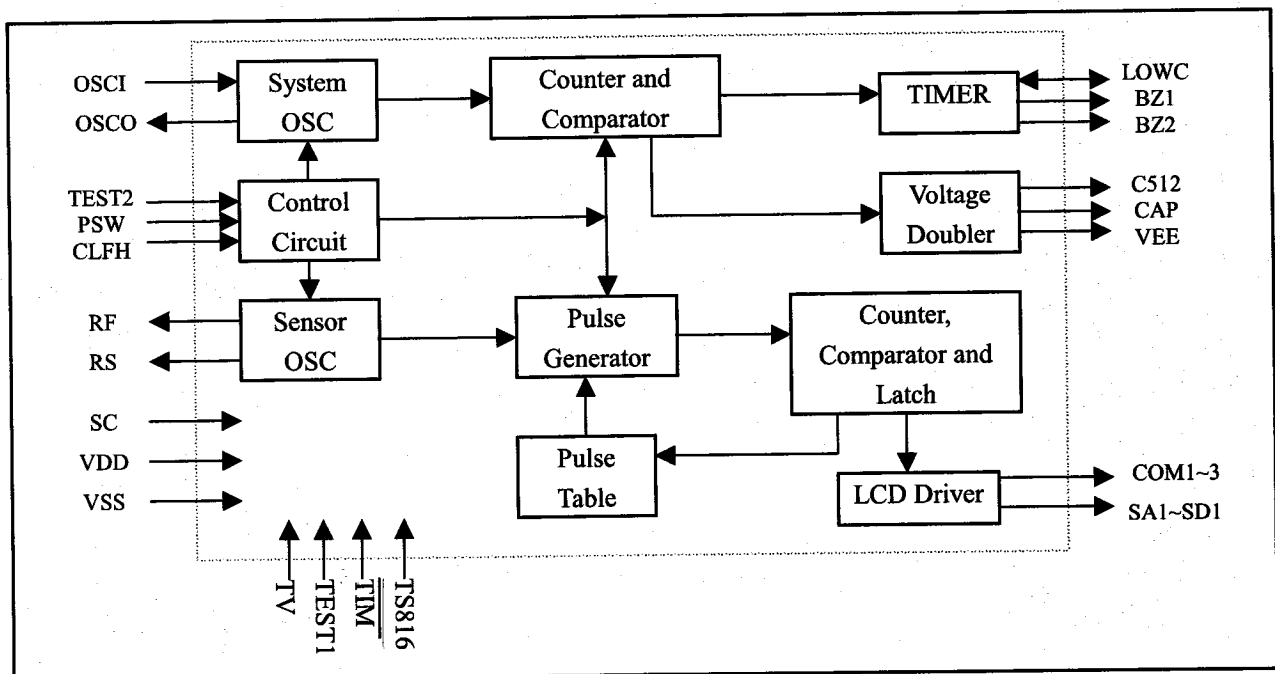 OSCI
OSCO
System
OSC
Counter and
Comparator
TIMER
LOWC
BZ1
BZ2
TEST2
PSW
CLFH
Control
Circuit
Voltage
Doubler
C512
CAP
VEE
RF
RS
Sensor
OSC
Pulse
Generator
Counter,
Comparator and
Latch
SC
VDD
VSS
Pulse
Table
LCD Driver
COM1~3
SA1~SD1
TV
TEST1
TIM
TS816